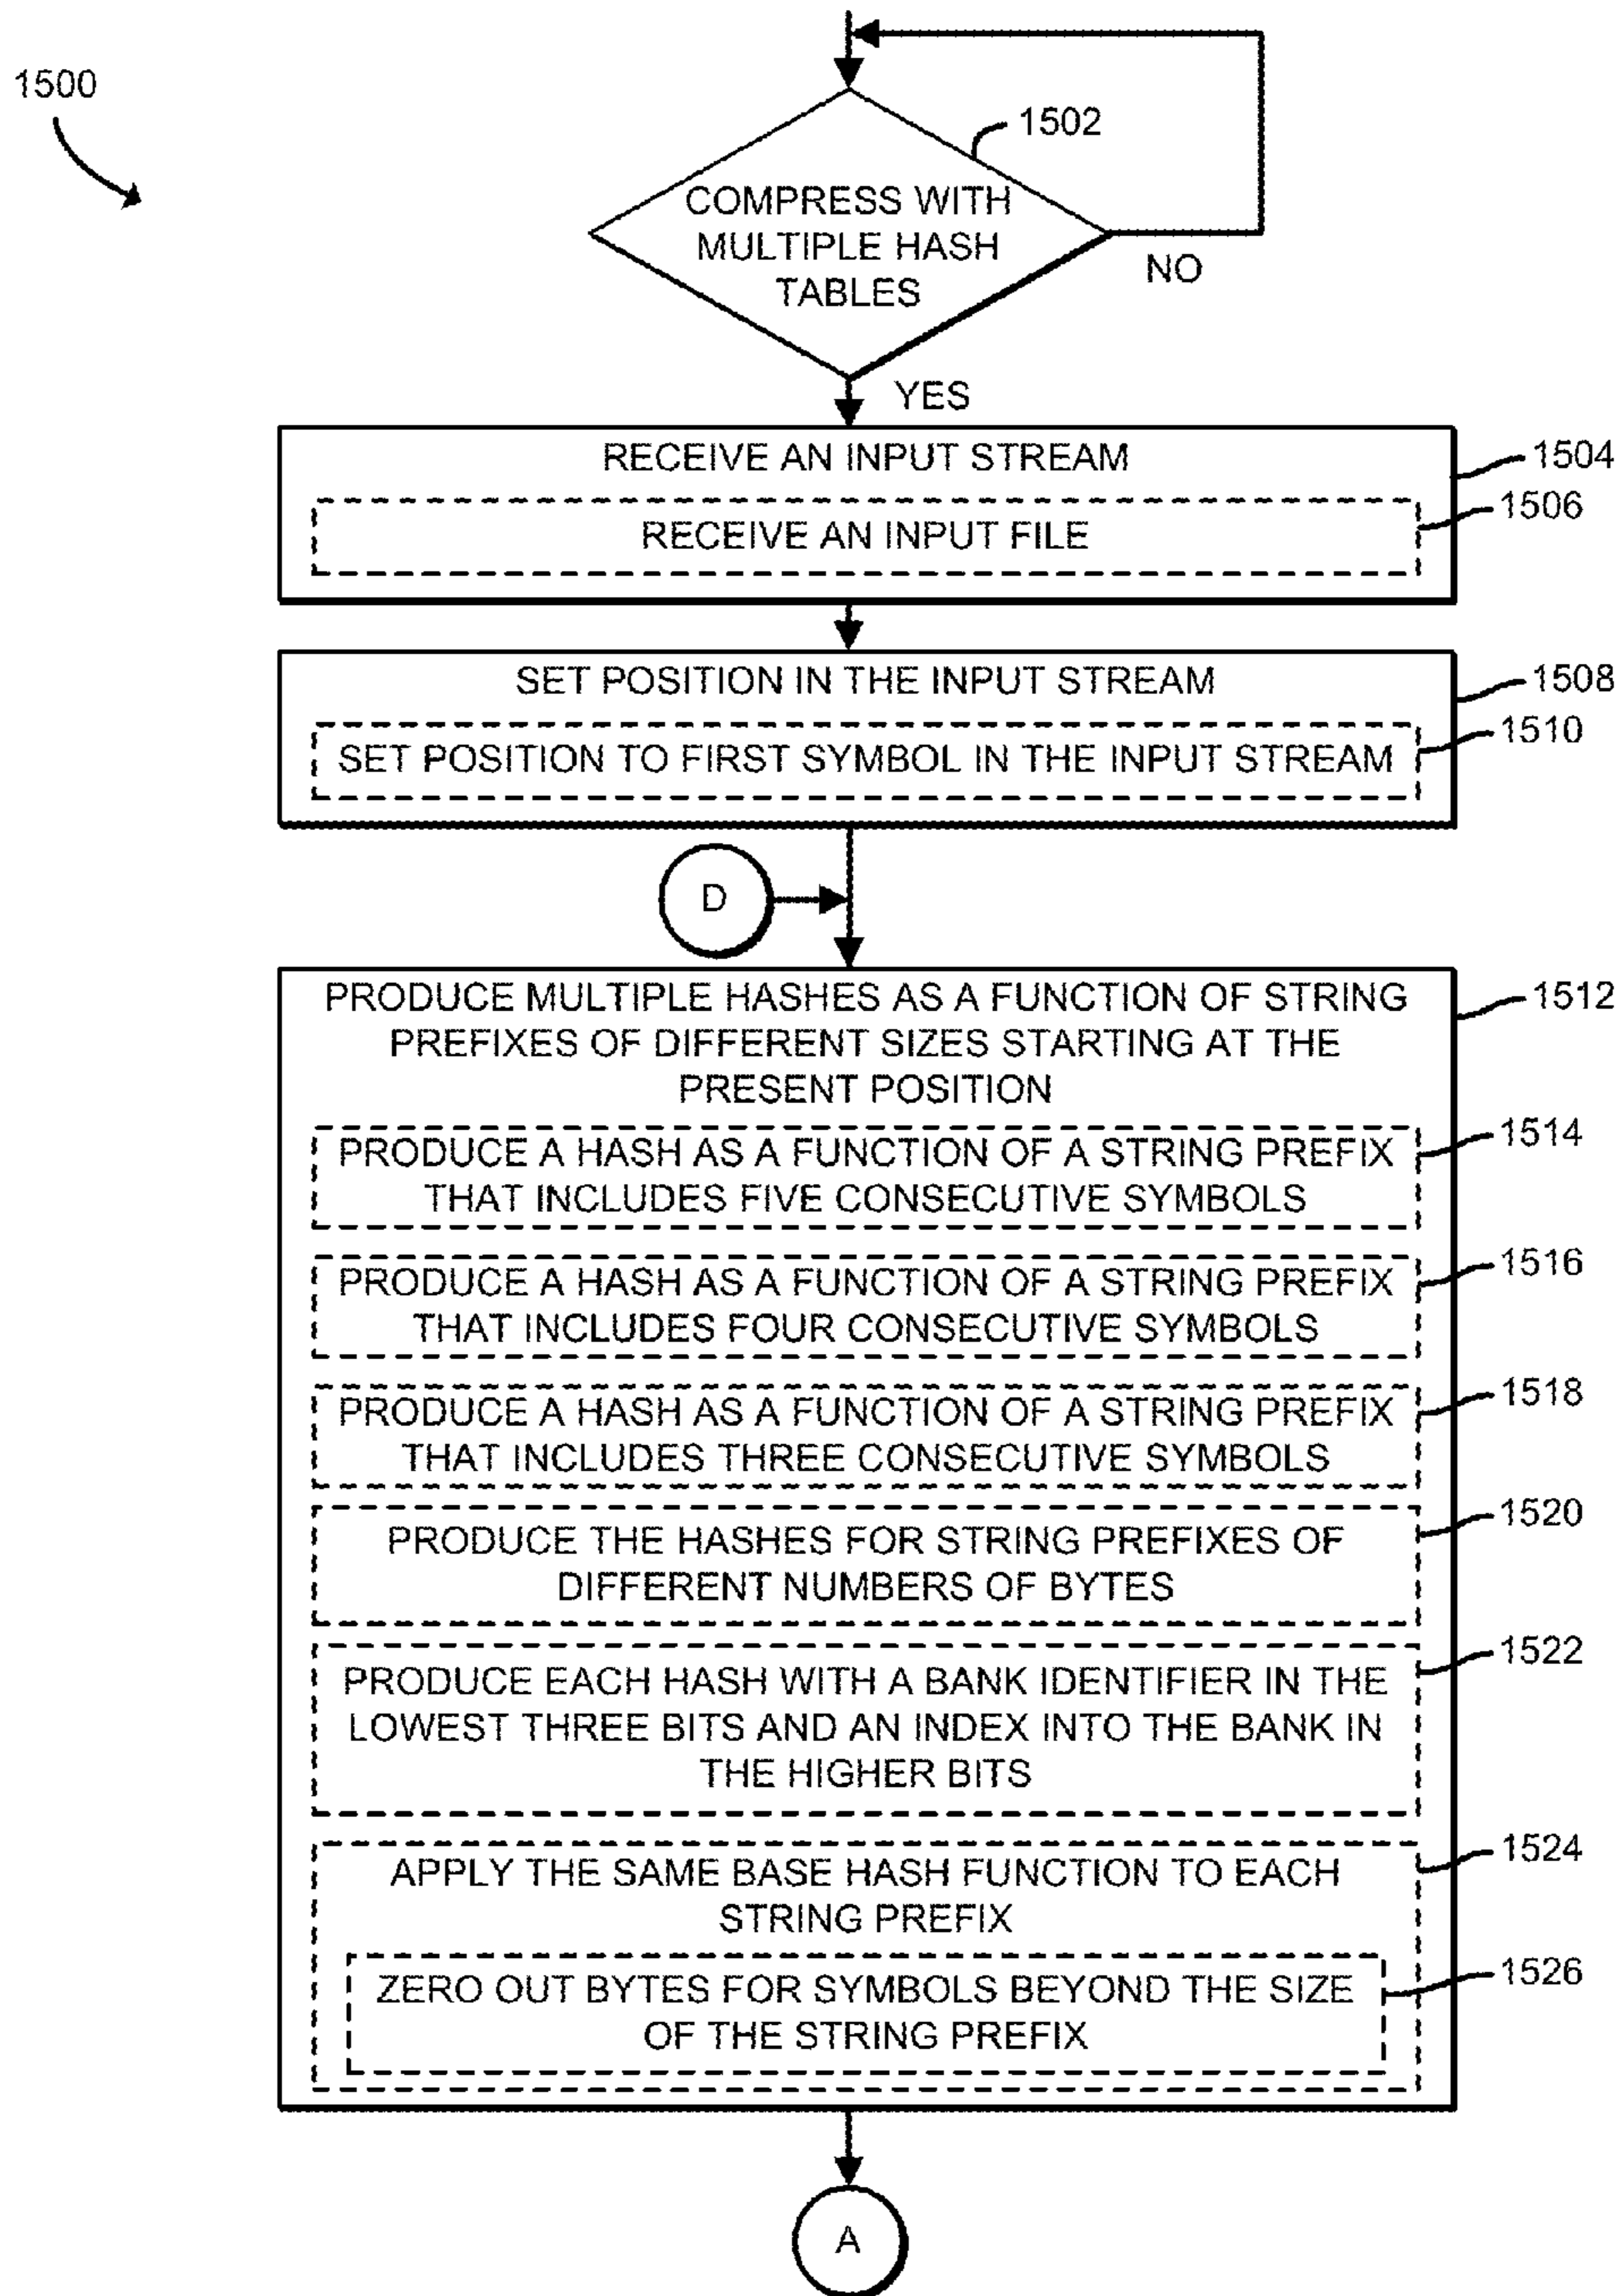 1500
1502
COMPRESS WITH
MULTIPLE HASH
TABLES
NO
YES
RECEIVE AN INPUT STREAM
1504
RECEIVE AN INPUT FILE
1506
SET POSITION IN THE INPUT STREAM
1508
SET POSITION TO FIRST SYMBOL IN THE INPUT STREAM
1510
D
PRODUCE MULTIPLE HASHES AS A FUNCTION OF STRING
PREFIXES OF DIFFERENT SIZES STARTING AT THE
PRESENT POSITION
1512
PRODUCE A HASH AS A FUNCTION OF A STRING PREFIX
THAT INCLUDES FIVE CONSECUTIVE SYMBOLS
1514
PRODUCE A HASH AS A FUNCTION OF A STRING PREFIX
THAT INCLUDES FOUR CONSECUTIVE SYMBOLS
1516
PRODUCE A HASH AS A FUNCTION OF A STRING PREFIX
THAT INCLUDES THREE CONSECUTIVE SYMBOLS
1518
PRODUCE THE HASHES FOR STRING PREFIXES OF
DIFFERENT NUMBERS OF BYTES
1520
PRODUCE EACH HASH WITH A BANK IDENTIFIER IN THE
LOWEST THREE BITS AND AN INDEX INTO THE BANK IN
THE HIGHER BITS
1522
APPLY THE SAME BASE HASH FUNCTION TO EACH
STRING PREFIX
1524
ZERO OUT BYTES FOR SYMBOLS BEYOND THE SIZE
OF THE STRING PREFIX
1526
A